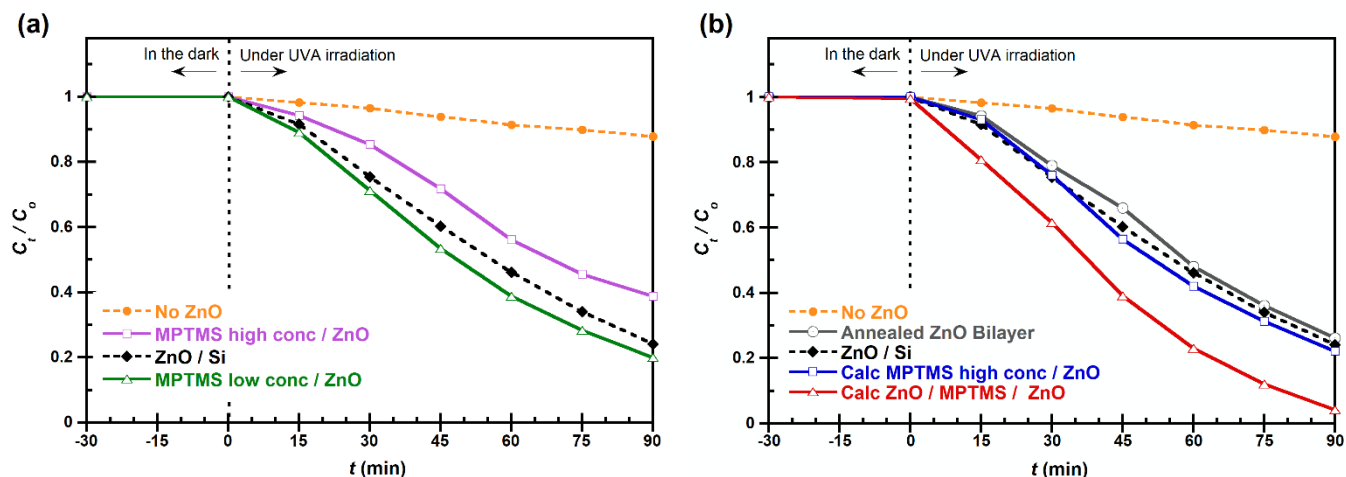 (a)
In the dark
Under UVA irradiation
1
0.8
0.6
0.4
0.2
0
C_t / C_o
No ZnO
MPTMS high conc / ZnO
ZnO / Si
MPTMS low conc / ZnO
-30 -15 0 15 30 45 60 75 90
t (min)
(b)
In the dark
Under UVA irradiation
1
0.8
0.6
0.4
0.2
0
C_t / C_o
No ZnO
Annealed ZnO Bilayer
ZnO / Si
Calc MPTMS high conc / ZnO
Calc ZnO / MPTMS / ZnO
-30 -15 0 15 30 45 60 75 90
t (min)